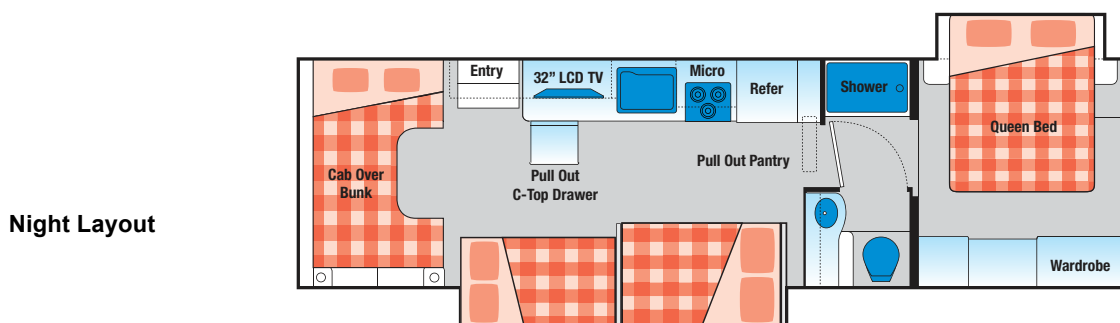 Entry
32” LCD TV
Micro
Refer
Shower
Queen Bed
Pull Out Pantry
Cab Over
Bunk
Pull Out
C-Top Drawer
Night Layout
Wardrobe